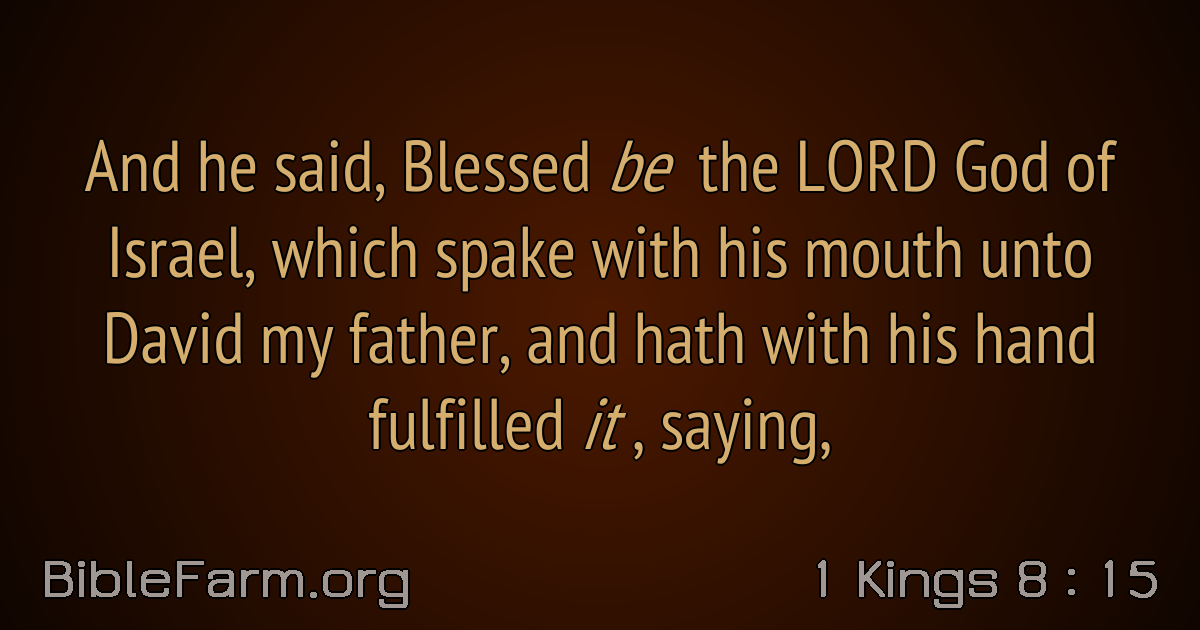 And he said, Blessed be the LORD God of
Israel, which spake with his mouth unto
David my father, and hath with his hand
fulfilled it , saying,
BibleFarm.org
1 Kings 8 : 15